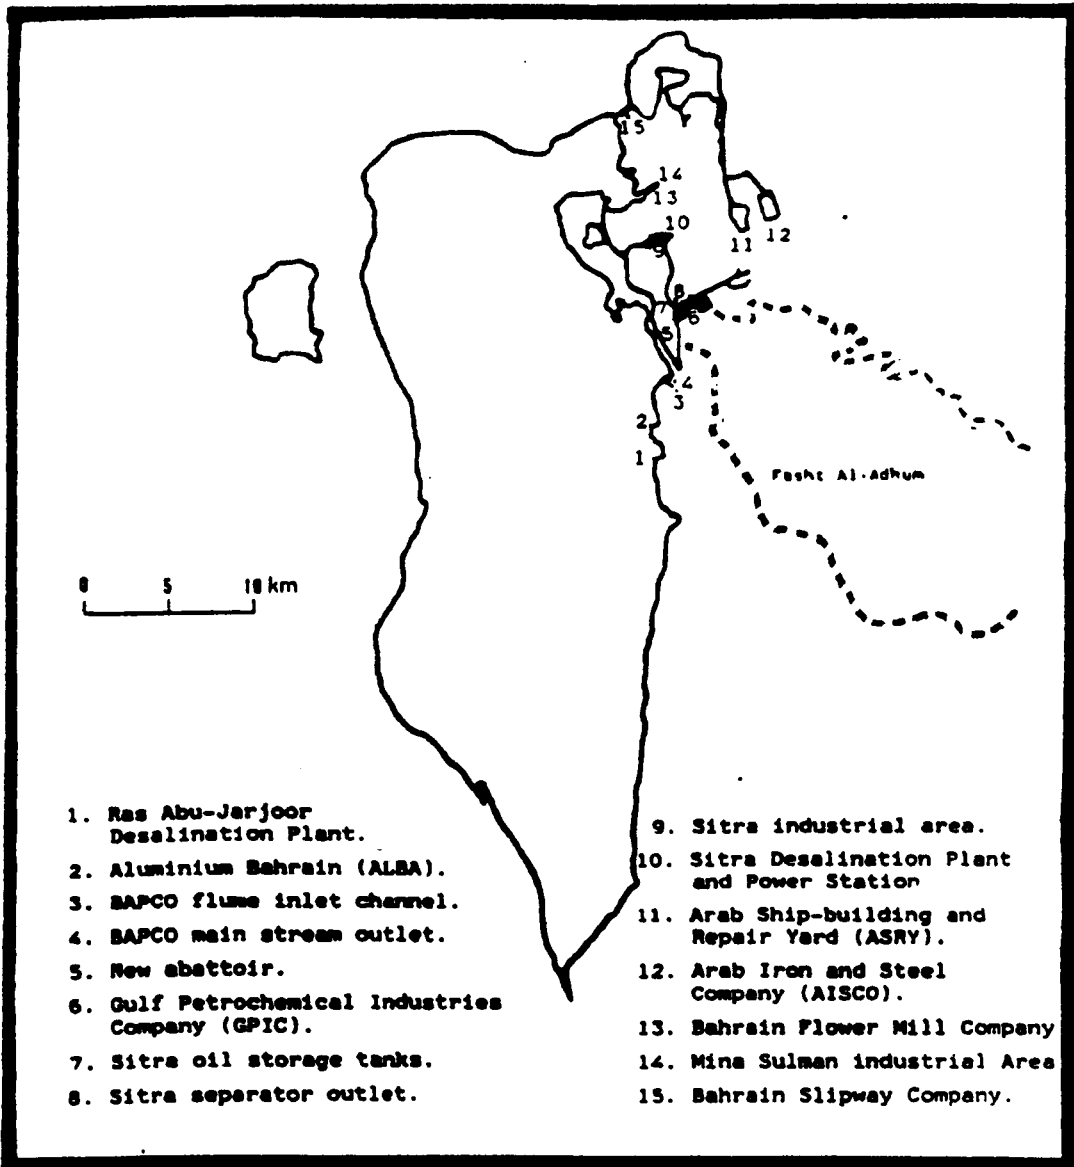 15
14
13
10
9
11
12
8
7
6
5
4
3
2
1
Fasht Al-Adhum
0 5 10 km
1. Ras Abu-Jarjoor
Desalination Plant.
2. Aluminium Bahrain (ALBA).
3. BAPCO flume inlet channel.
4. BAPCO main stream outlet.
5. New abattoir.
6. Gulf Petrochemical Industries
Company (GPIC).
7. Sitra oil storage tanks.
8. Sitra separator outlet.
9. Sitra industrial area.
10. Sitra Desalination Plant
and Power Station
11. Arab Ship-building and
Repair Yard (ASRY).
12. Arab Iron and Steel
Company (AISCO).
13. Bahrain Flower Mill Company
14. Mina Sulman industrial Area
15. Bahrain Slipway Company.